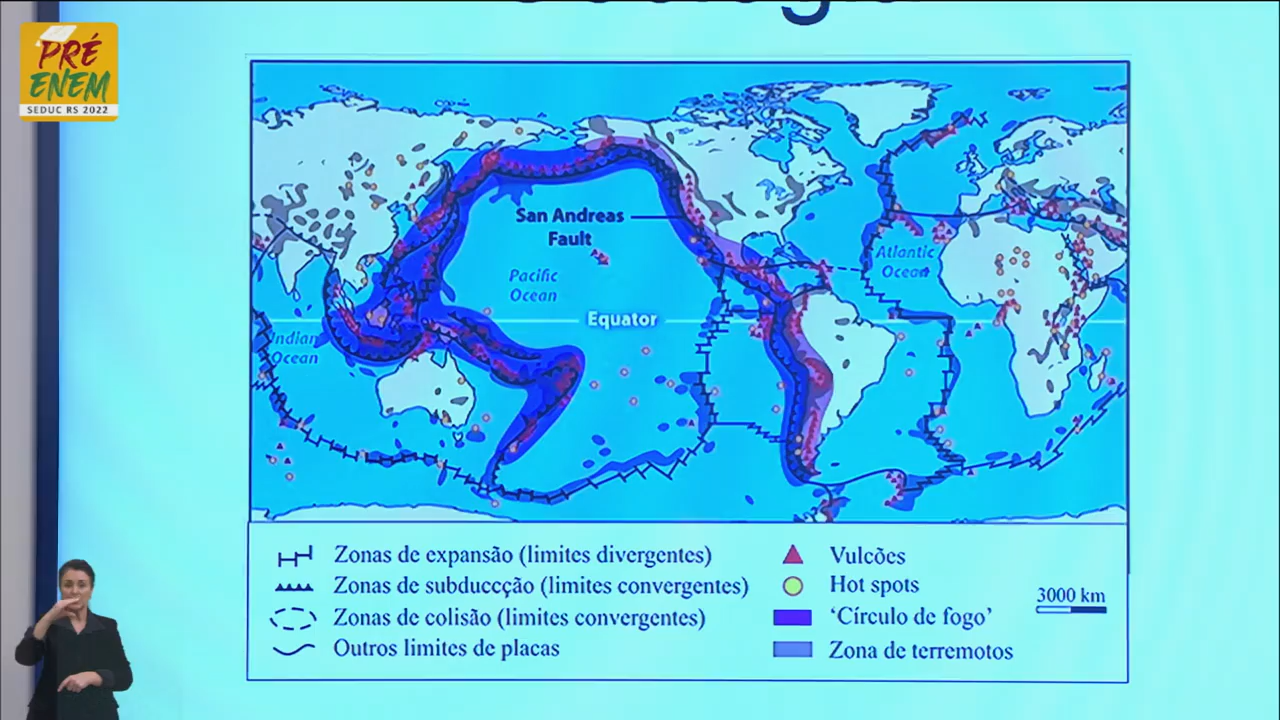 PRÉ
ENEM
SEDUC RS 2022
San Andreas
Fault
Pacific
Ocean
Atlantic
Ocean
Equator
Indian
Ocean
Zonas de expansão (limites divergentes)
Zonas de subduccção (limites convergentes)
Zonas de colisão (limites convergentes)
Outros limites de placas
Vulcões
Hot spots
'Círculo de fogo'
Zona de terremotos
3000 km